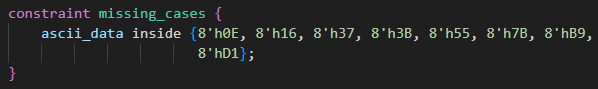 constraint missing_cases {
ascii_data inside {8'h0E, 8'h16, 8'h37, 8'h3B, 8'h55, 8'h7B, 8'hB9,
8'hD1};
}